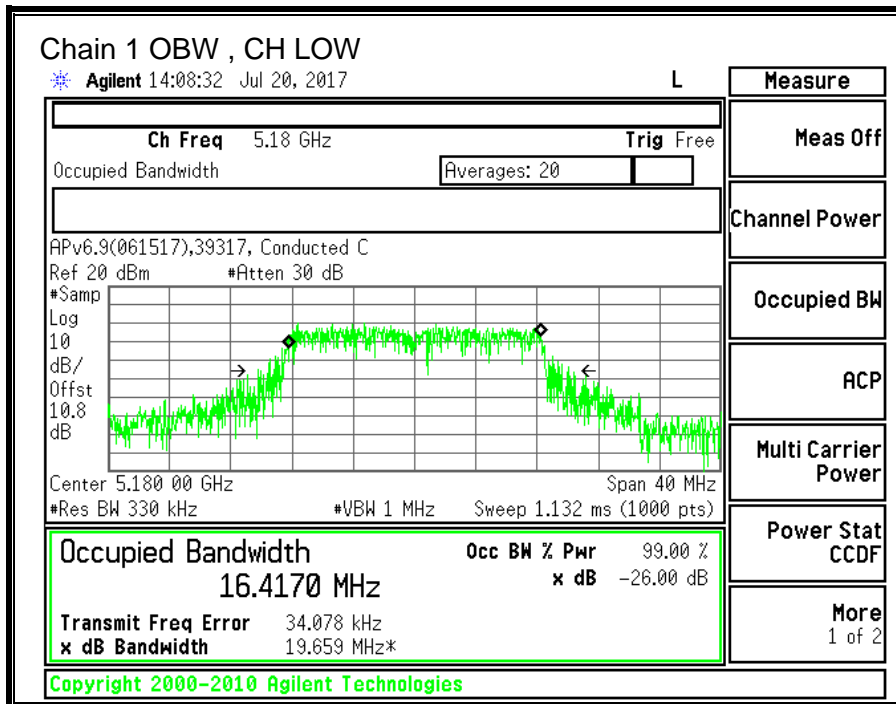 Chain 1 OBW , CH LOW
Agilent 14:08:32 Jul 20, 2017 L
Ch Freq 5.18 GHz Trig Free
Occupied Bandwidth Averages: 20
APv6.9(061517),39317, Conducted C
Ref 20 dBm #Atten 30 dB
#Samp
Log
10
dB/
Offst
10.8
dB
Center 5.180 00 GHz Span 40 MHz
#Res BW 330 kHz #VBW 1 MHz Sweep 1.132 ms (1000 pts)
Occupied Bandwidth Occ BW % Pwr 99.00 %
16.4170 MHz x dB -26.00 dB
Transmit Freq Error 34.078 kHz
x dB Bandwidth 19.659 MHz*
Copyright 2000-2010 Agilent Technologies
Measure
Meas Off
Channel Power
Occupied BW
ACP
Multi Carrier
Power
Power Stat
CCDF
More
1 of 2